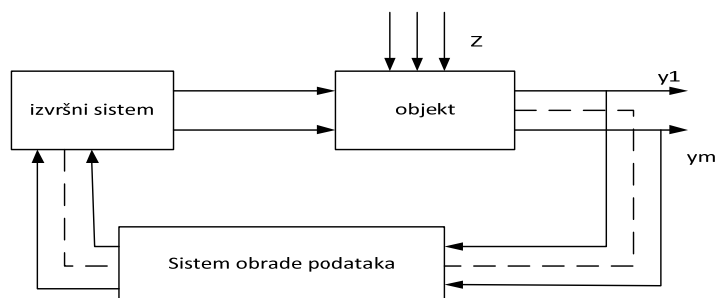 Z
y1
izvršni sistem
objekt
ym
Sistem obrade podataka